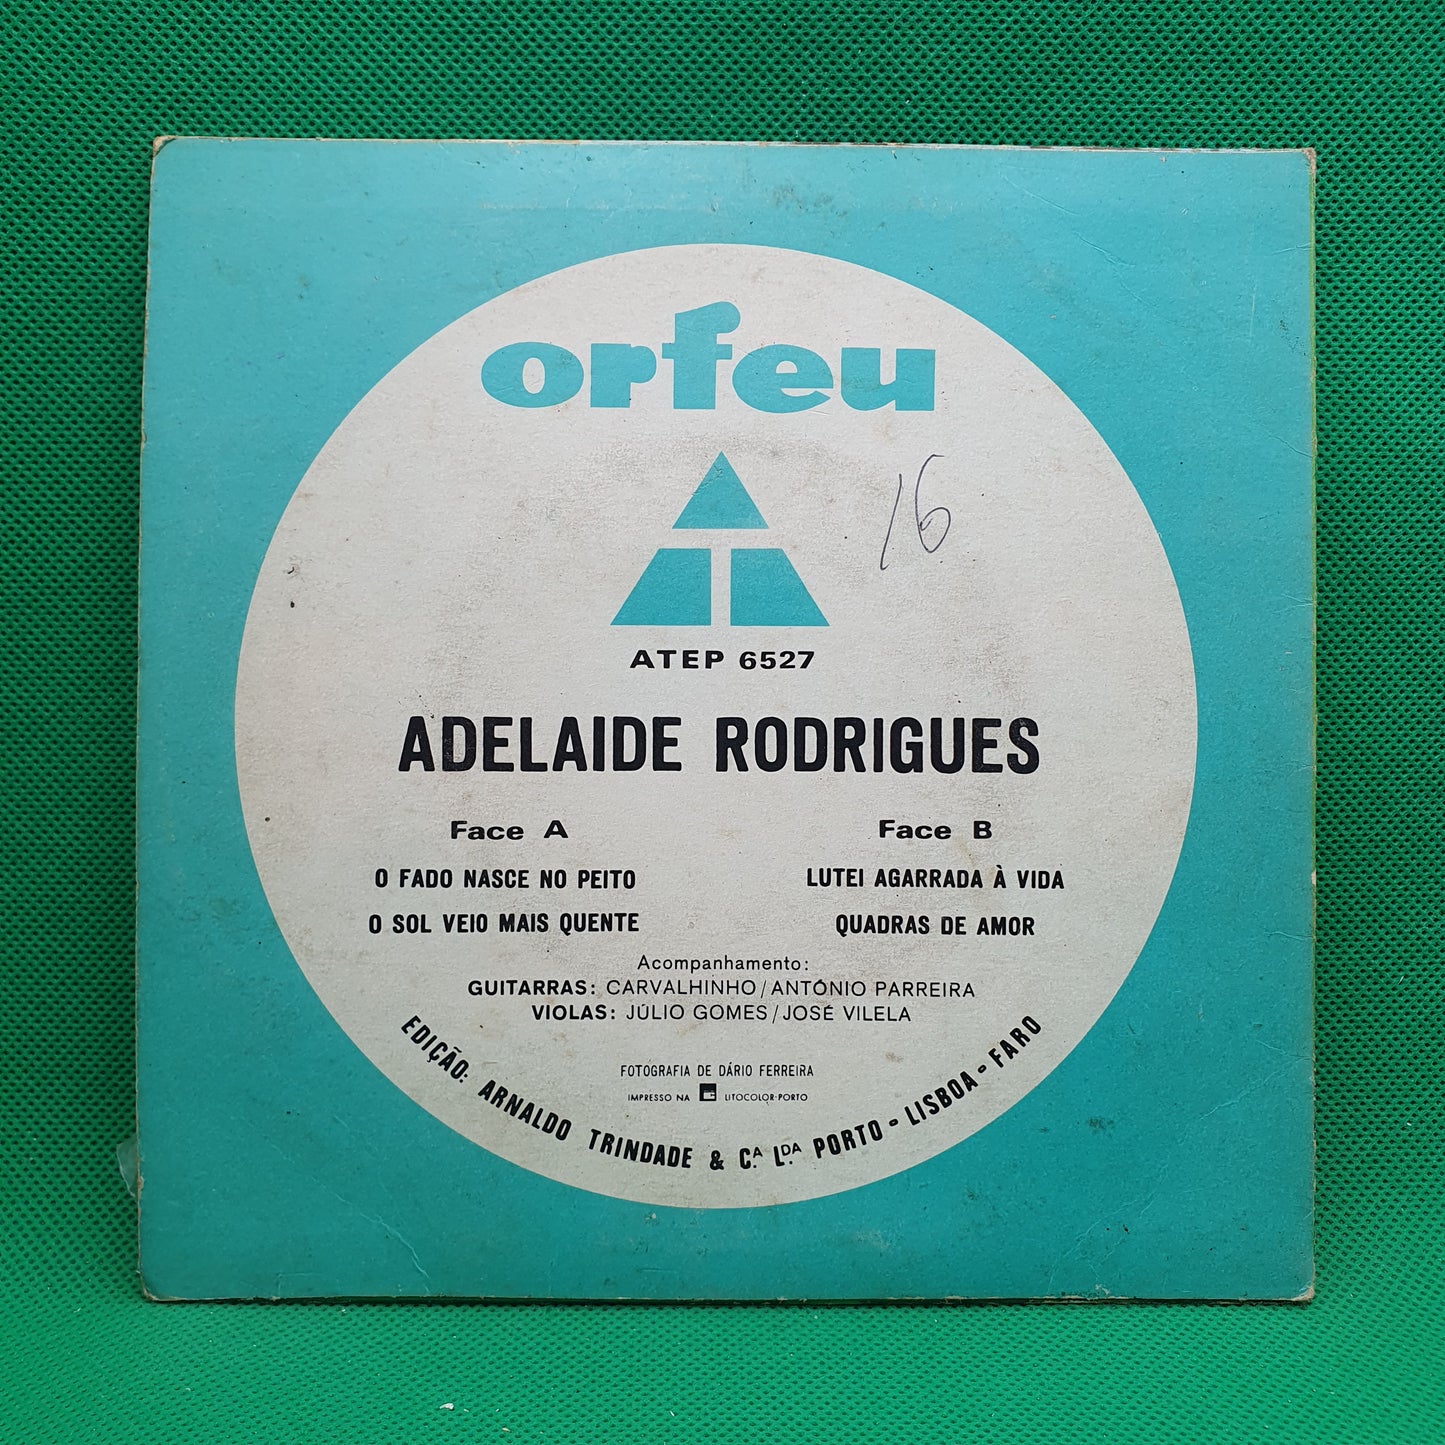 orfeu
16
ATEP 6527
ADELAIDE RODRIGUES
Face A
O FADO NASCE NO PEITO
O SOL VEIO MAIS QUENTE
Face B
LUTEI AGARRADA À VIDA
QUADRAS DE AMOR
Acompanhamento:
GUITARRAS: CARVALHINHO/ANTÓNIO PARREIRA
VIOLAS: JÚLIO GOMES/JOSÉ VILELA
FOTOGRAFIA DE DÁRIO FERREIRA
IMPRESSO NA LITOCOLOR-PORTO
EDIÇÃO: ARNALDO TRINDADE & C.A L.DA PORTO - LISBOA - FARO